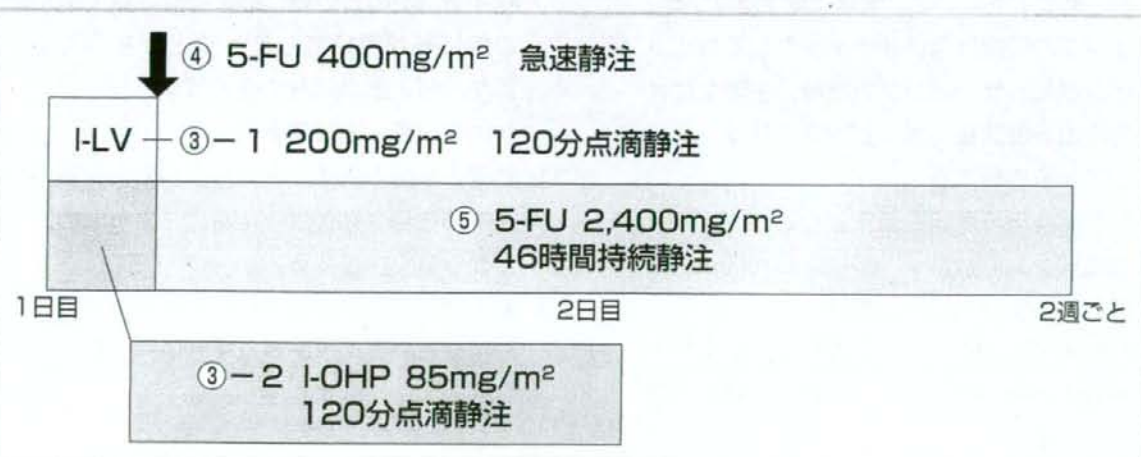 ④ 5-FU 400mg/m² 急速静注
l-LV
③-1 200mg/m² 120分点滴静注
⑤ 5-FU 2,400mg/m²
46時間持続静注
1日目
2日目
2週ごと
③-2 l-OHP 85mg/m²
120分点滴静注